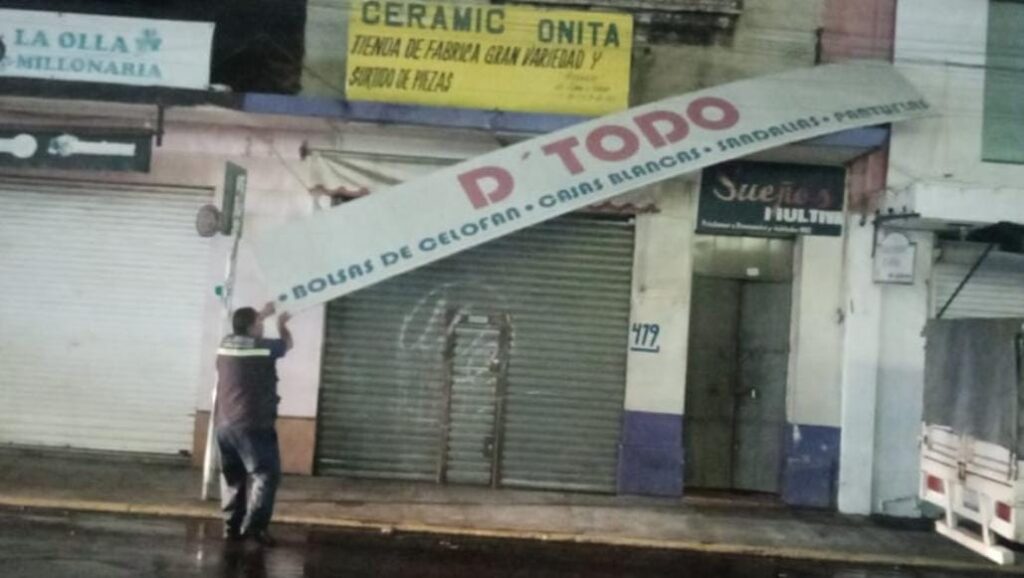 LA OLLA
MILLONARIA
CERAMIC ONITA
TIENDA DE FABRICA GRAN VARIEDAD Y
SURTIDO DE PIEZAS
D´TODO
• BOLSAS DE CELOFAN • CAJAS BLANCAS • SANDALIAS • PANTUFLAS
Sueños
MULTINI
479